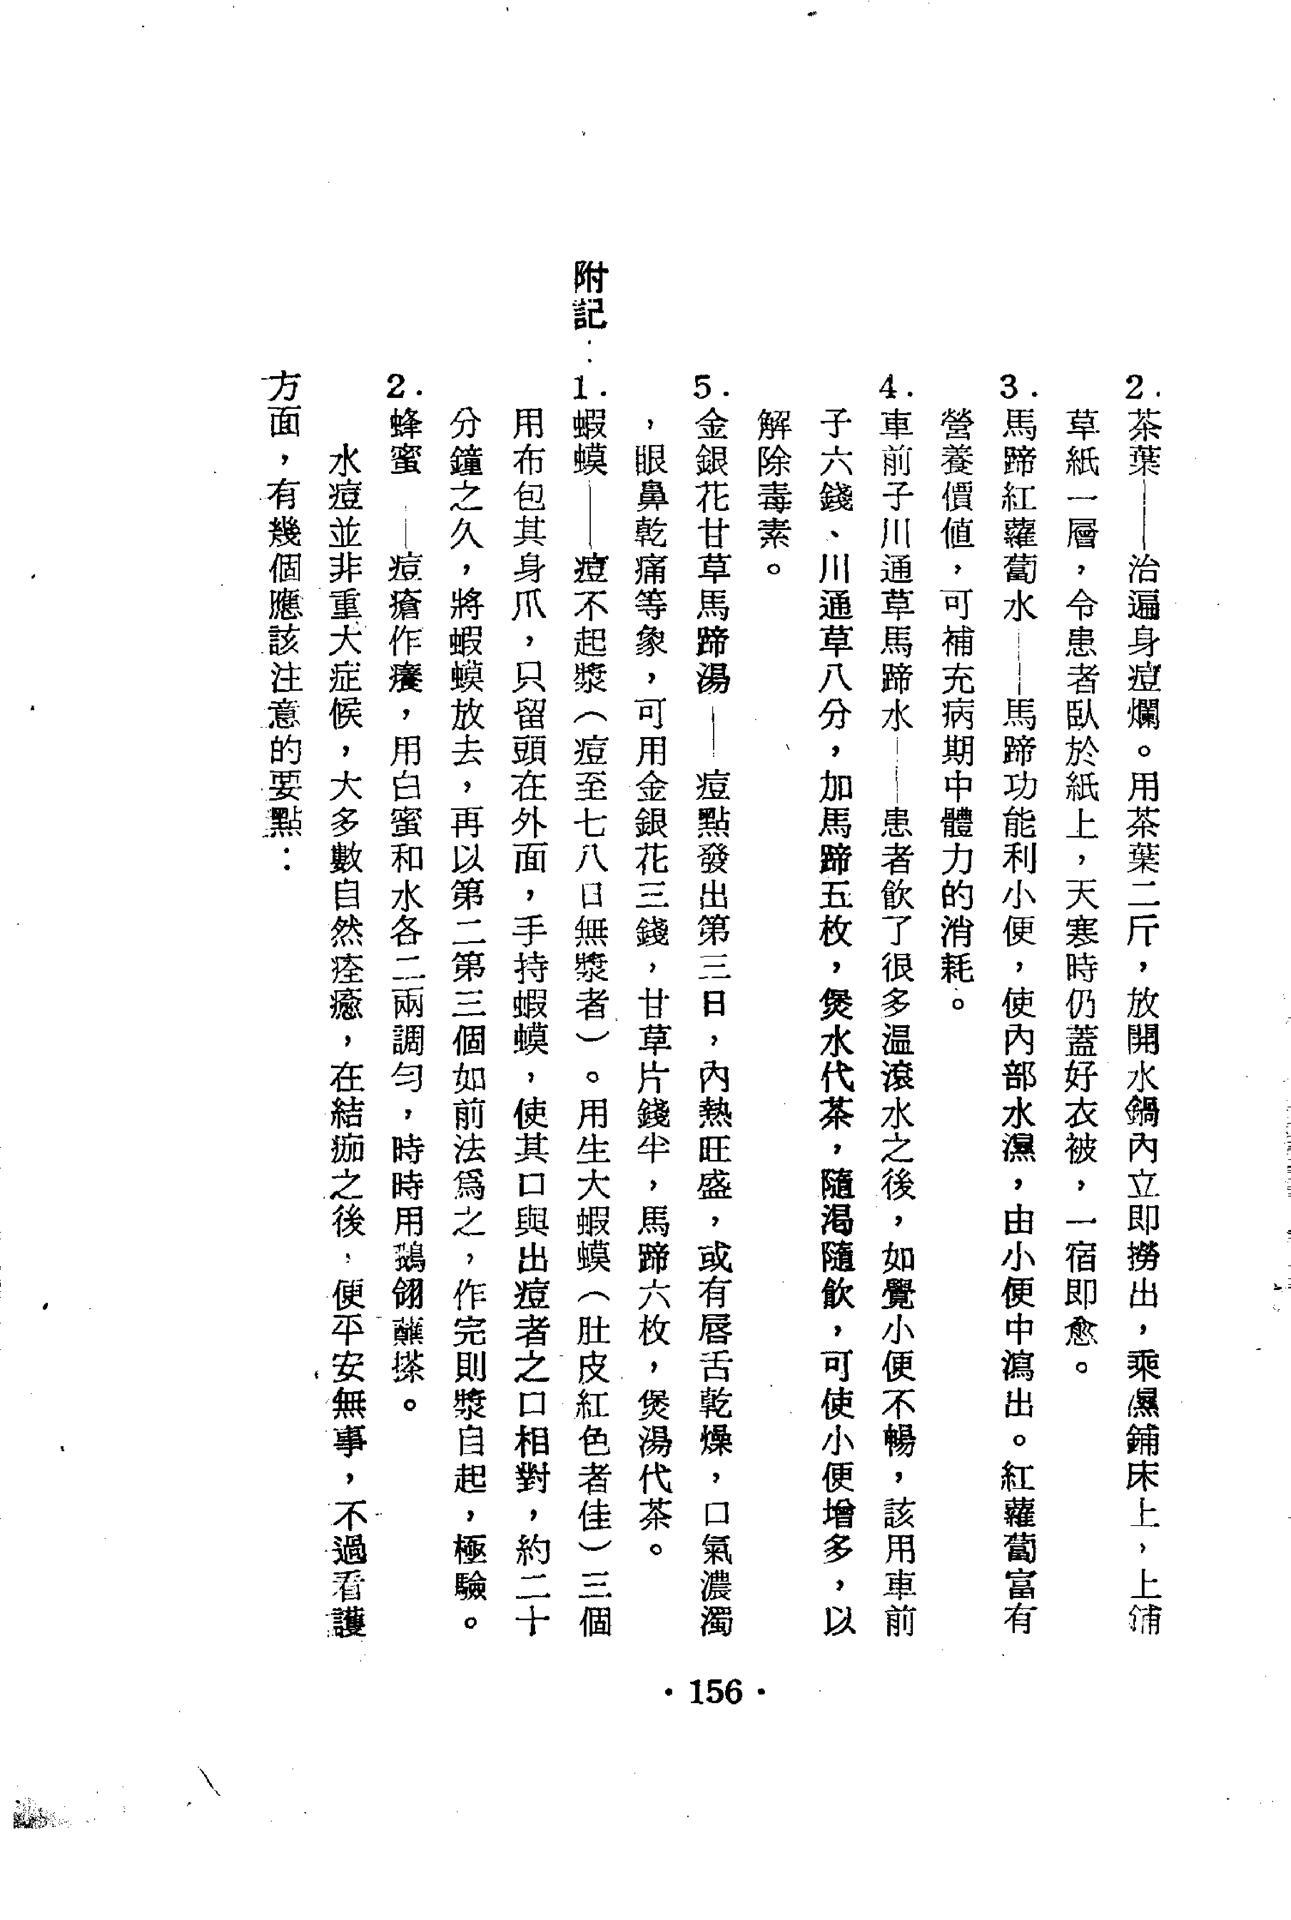 2.茶葉——治遍身痘爛。用茶葉二斤，放開水鍋內立即撈出，乘濕鋪床上，上鋪
草紙一層，令患者臥於紙上，天寒時仍蓋好衣被，一宿即愈。
3.馬蹄紅蘿蔔水——馬蹄功能利小便，使內部水濕，由小便中瀉出。紅蘿蔔富有
營養價值，可補充病期中體力的消耗。
4.車前子川通草馬蹄水——患者飲了很多温滾水之後，如覺小便不暢，該用車前
子六錢、川通草八分，加馬蹄五枚，煲水代茶，隨渴隨飲，可使小便增多，以
解除毒素。
5.金銀花甘草馬蹄湯——痘點發出第三日，內熱旺盛，或有唇舌乾燥，口氣濃濁
，眼鼻乾痛等象，可用金銀花三錢，甘草片錢半，馬蹄六枚，煲湯代茶。
附記：1.蝦蟆——痘不起漿（痘至七八日無漿者）。用生大蝦蟆（肚皮紅色者佳）三個
用布包其身爪，只留頭在外面，手持蝦蟆，使其口與出痘者之口相對，約二十
分鐘之久，將蝦蟆放去，再以第二第三個如前法爲之，作完則漿自起，極驗。
2.蜂蜜——痘瘡作癢，用白蜜和水各二兩調勻，時時用鵝翎蘸搽。
水痘並非重大症候，大多數自然痊癒，在結痂之後，便平安無事，不過看護
方面，有幾個應該注意的要點：
·156·